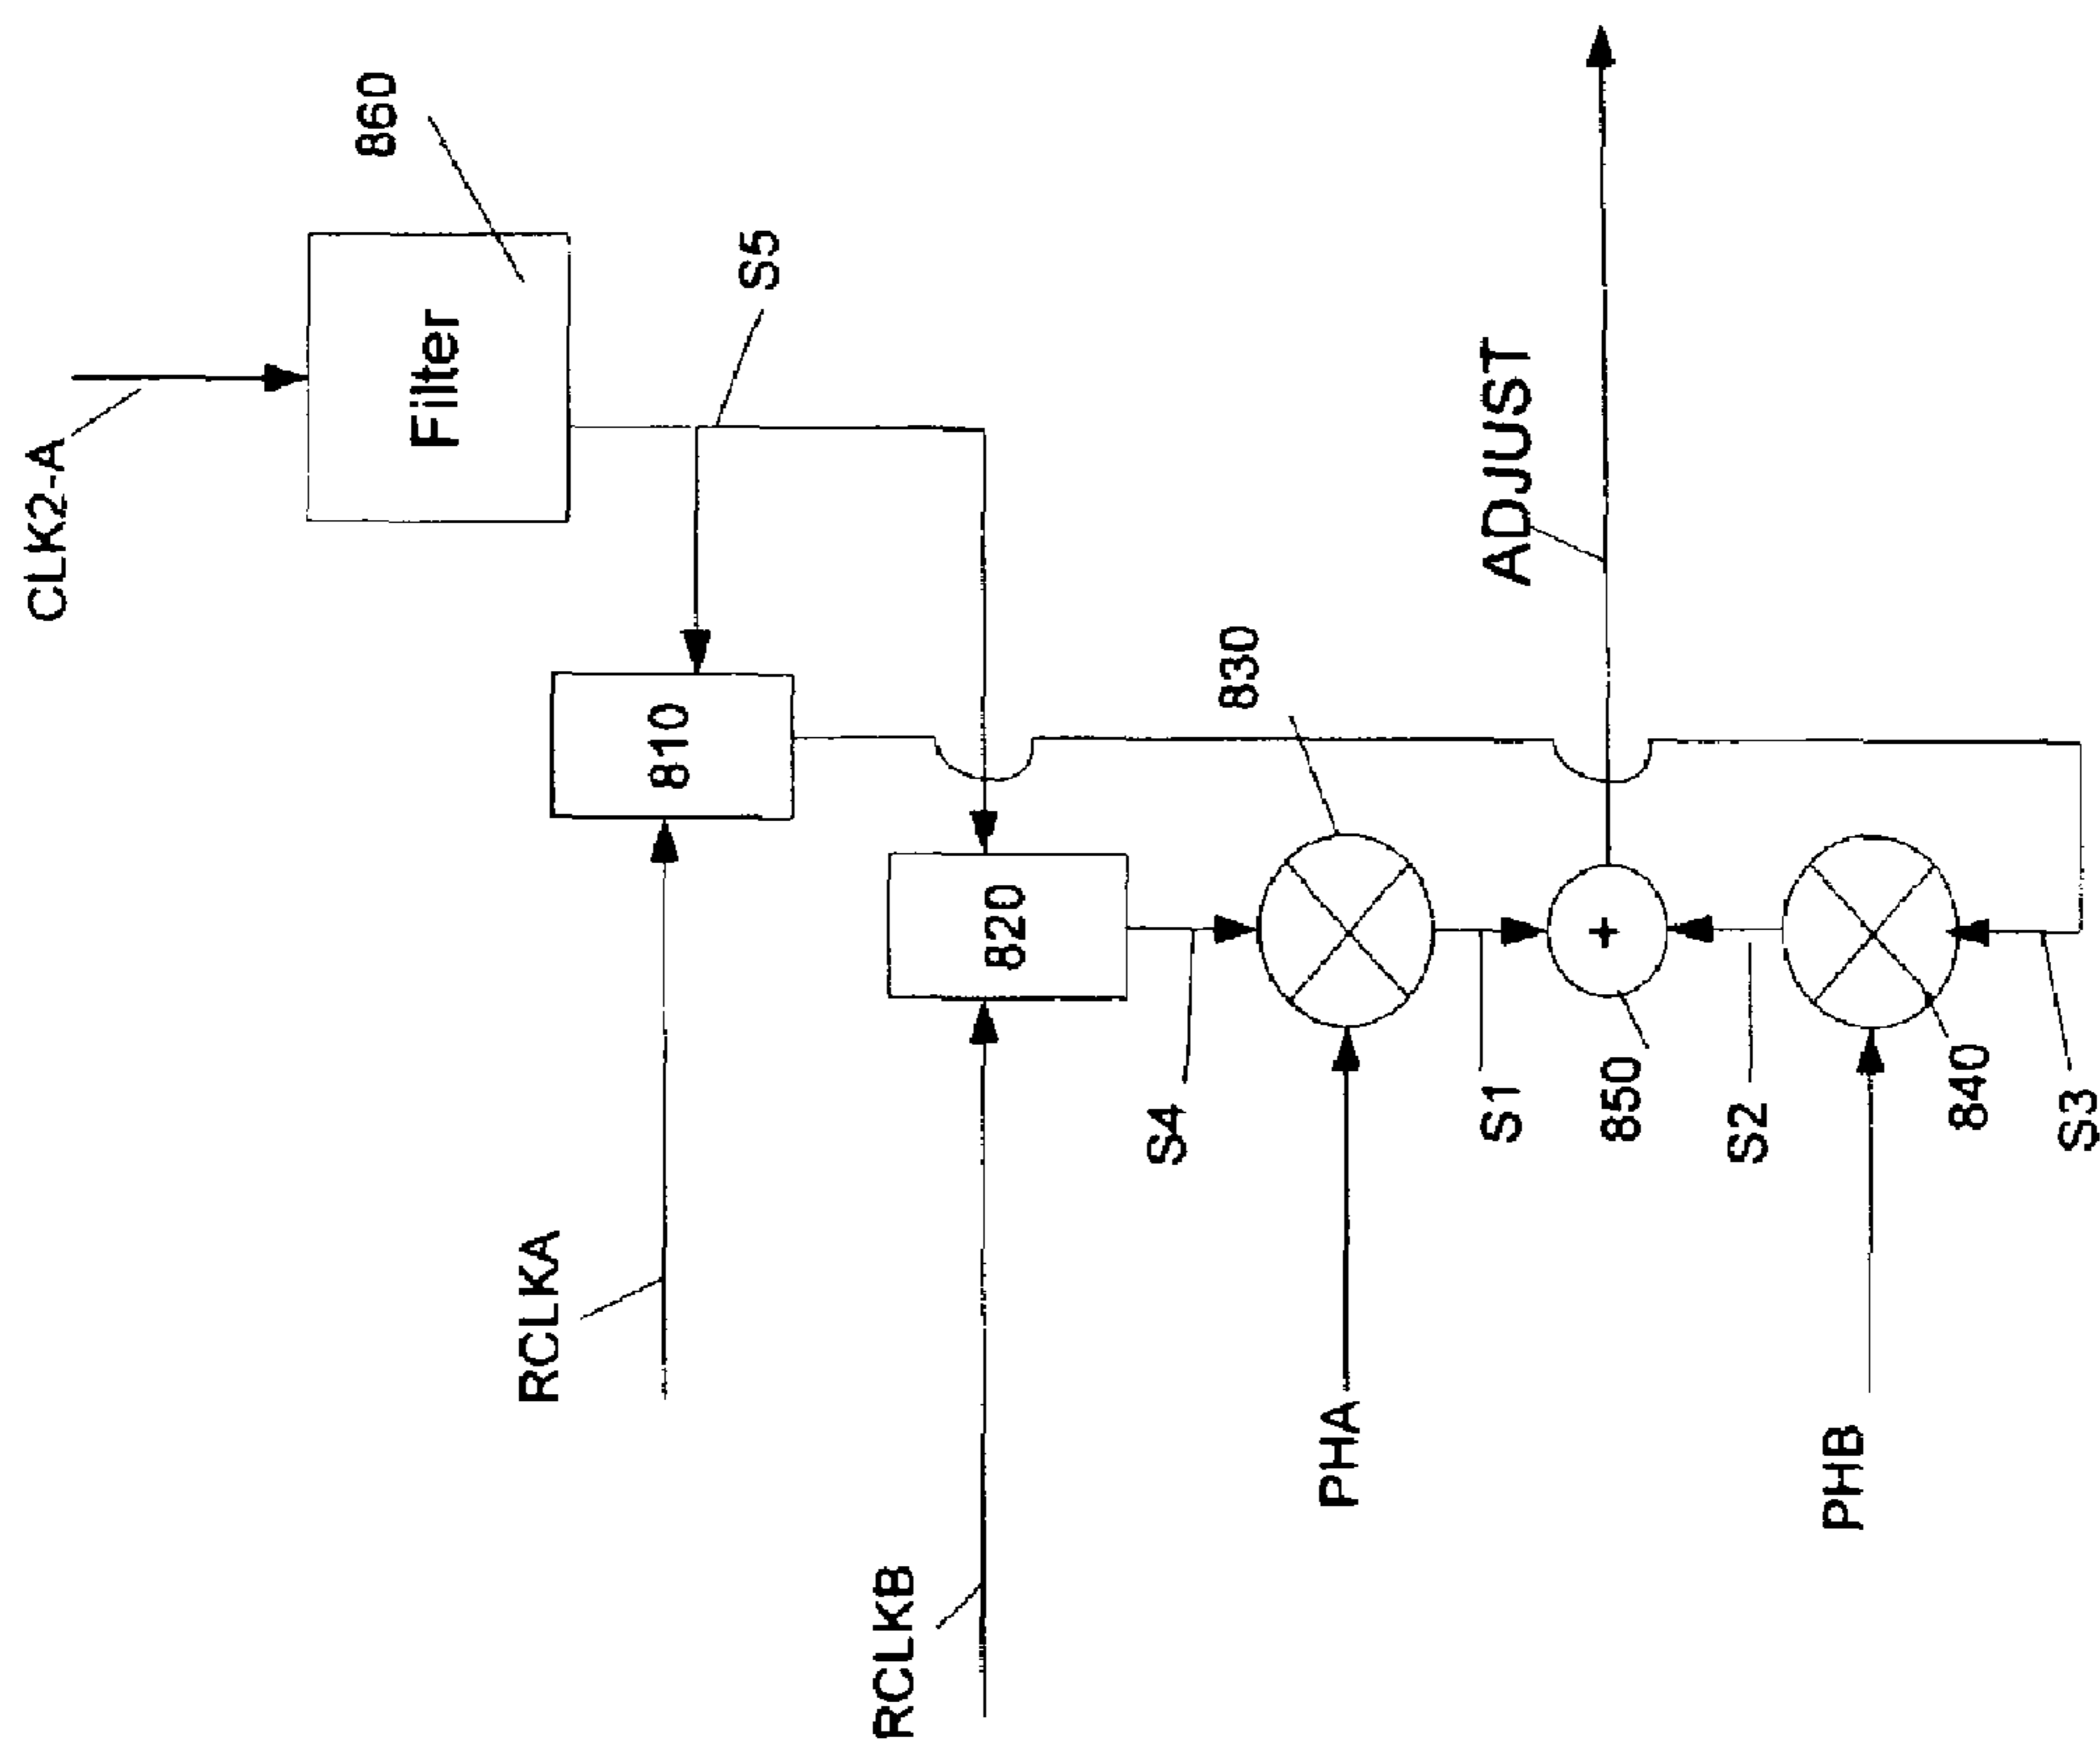 CLK2-A
860
Filter
S5
RCLKA
810
RCLKB
820
S4
830
PHA
S1
ADJUST
850
S2
PHB
840
S3
+